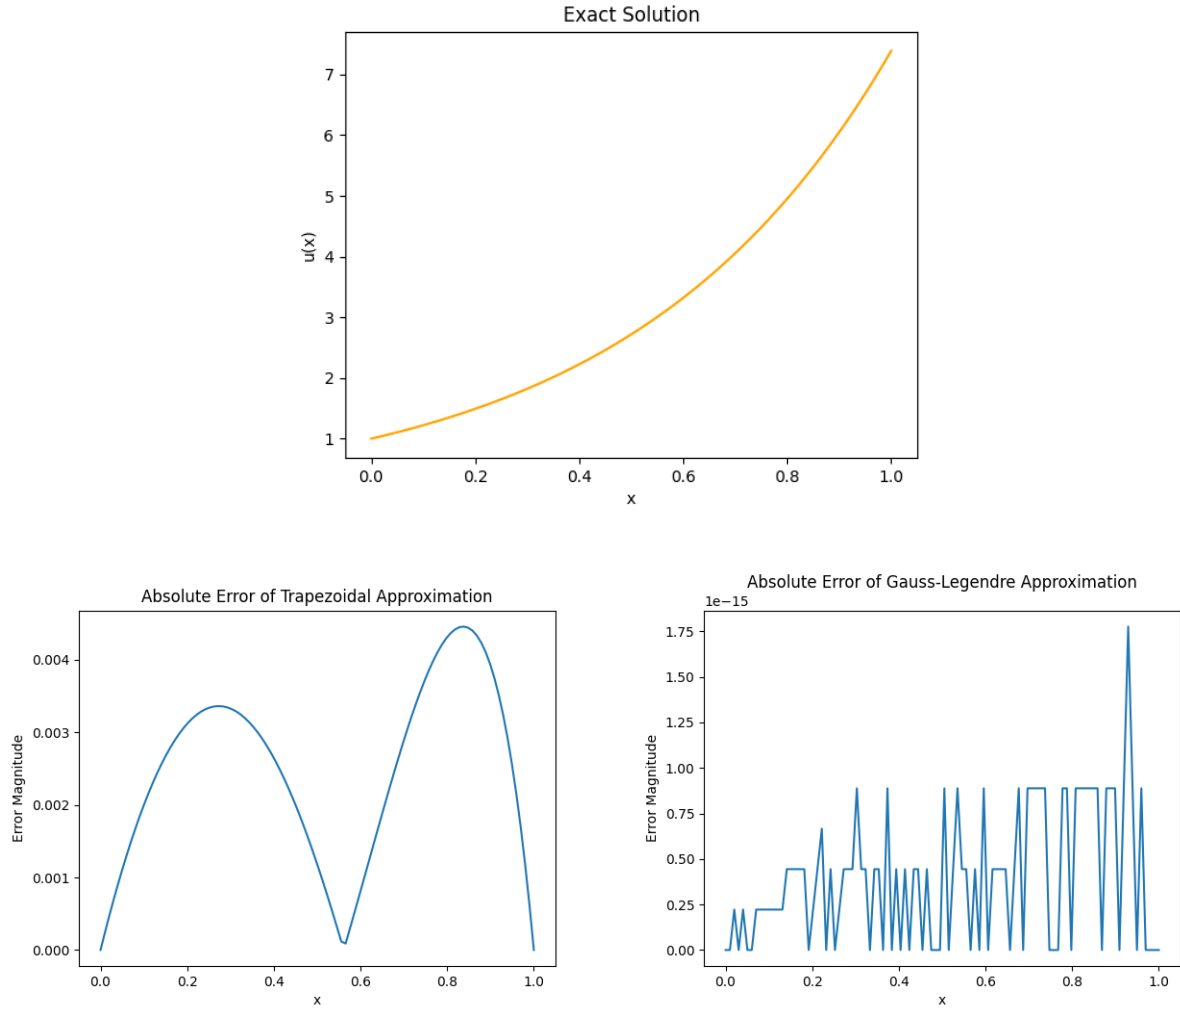 Exact Solution
u(x)
7
6
5
4
3
2
1
0.0 0.2 0.4 0.6 0.8 1.0
x
Absolute Error of Trapezoidal Approximation
Error Magnitude
0.004
0.003
0.002
0.001
0.000
0.0 0.2 0.4 0.6 0.8 1.0
x
Absolute Error of Gauss-Legendre Approximation
1e−15
Error Magnitude
1.75
1.50
1.25
1.00
0.75
0.50
0.25
0.00
0.0 0.2 0.4 0.6 0.8 1.0
x